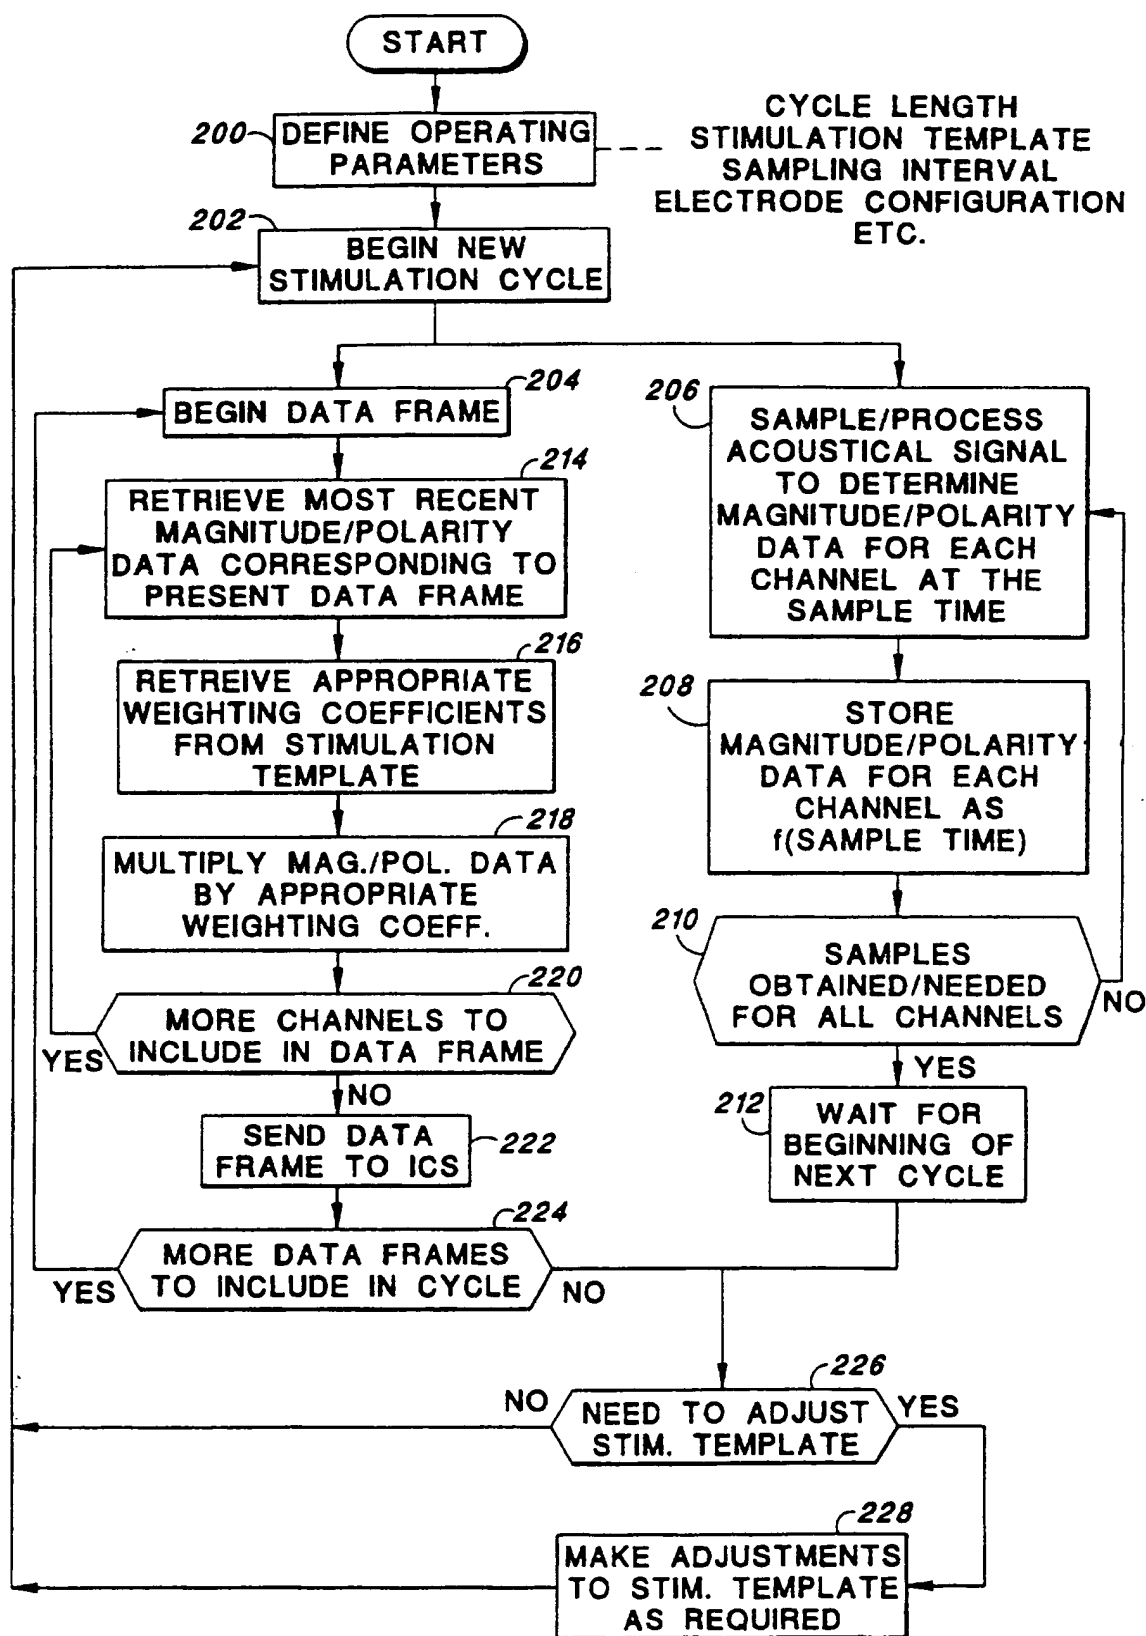 START
200
DEFINE OPERATING
PARAMETERS
CYCLE LENGTH
STIMULATION TEMPLATE
SAMPLING INTERVAL
ELECTRODE CONFIGURATION
ETC.
202
BEGIN NEW
STIMULATION CYCLE
204
BEGIN DATA FRAME
214
RETRIEVE MOST RECENT
MAGNITUDE/POLARITY
DATA CORRESPONDING TO
PRESENT DATA FRAME
216
RETREIVE APPROPRIATE
WEIGHTING COEFFICIENTS
FROM STIMULATION
TEMPLATE
218
MULTIPLY MAG./POL. DATA
BY APPROPRIATE
WEIGHTING COEFF.
220
MORE CHANNELS TO
INCLUDE IN DATA FRAME
YES
NO
SEND DATA
FRAME TO ICS
222
224
MORE DATA FRAMES
TO INCLUDE IN CYCLE
YES
NO
206
SAMPLE/PROCESS
ACOUSTICAL SIGNAL
TO DETERMINE
MAGNITUDE/POLARITY
DATA FOR EACH
CHANNEL AT THE
SAMPLE TIME
208
STORE
MAGNITUDE/POLARITY
DATA FOR EACH
CHANNEL AS
f(SAMPLE TIME)
210
SAMPLES
OBTAINED/NEEDED
FOR ALL CHANNELS
NO
YES
212
WAIT FOR
BEGINNING OF
NEXT CYCLE
226
NO
NEED TO ADJUST
STIM. TEMPLATE
YES
228
MAKE ADJUSTMENTS
TO STIM. TEMPLATE
AS REQUIRED